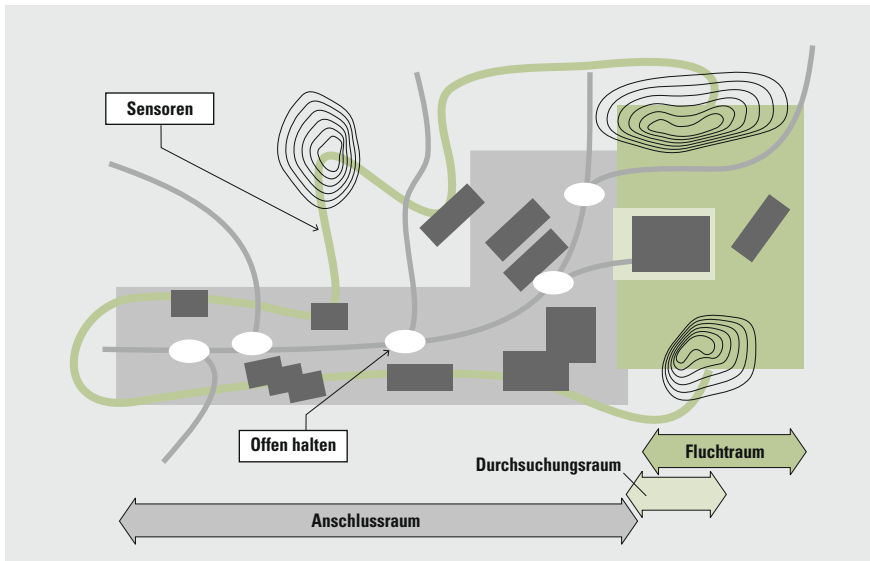 Sensoren
Offen halten
Fluchtraum
Durchsuchungsraum
Anschlussraum